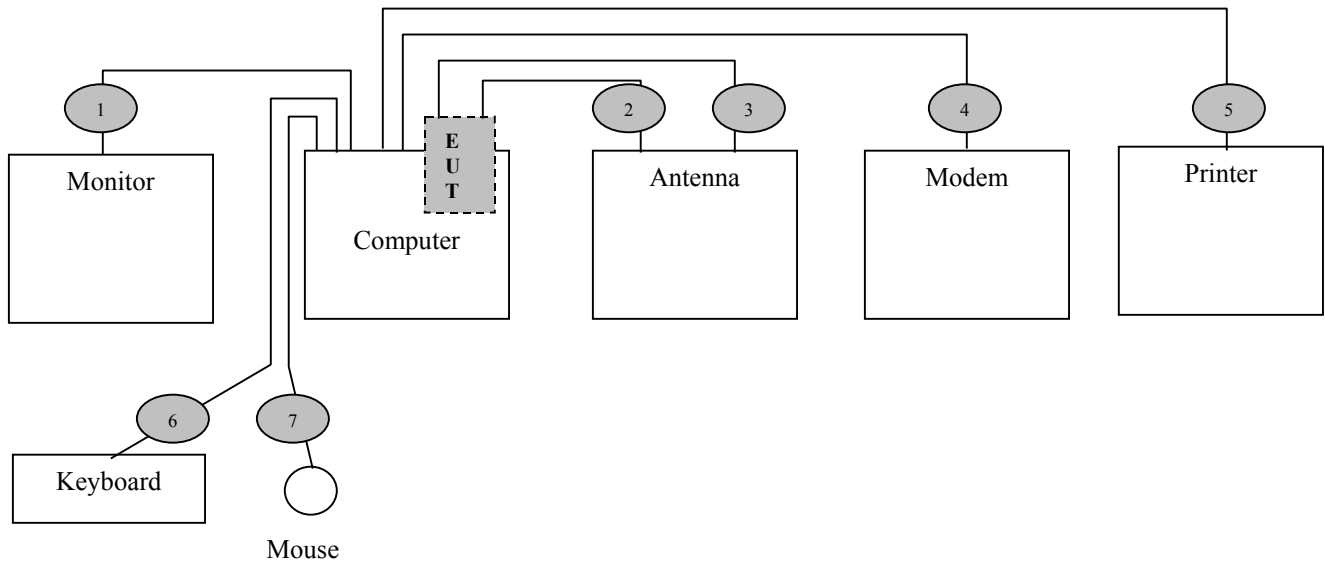 1
2
3
4
5
E
U
T
Monitor
Computer
Antenna
Modem
Printer
6
7
Keyboard
Mouse